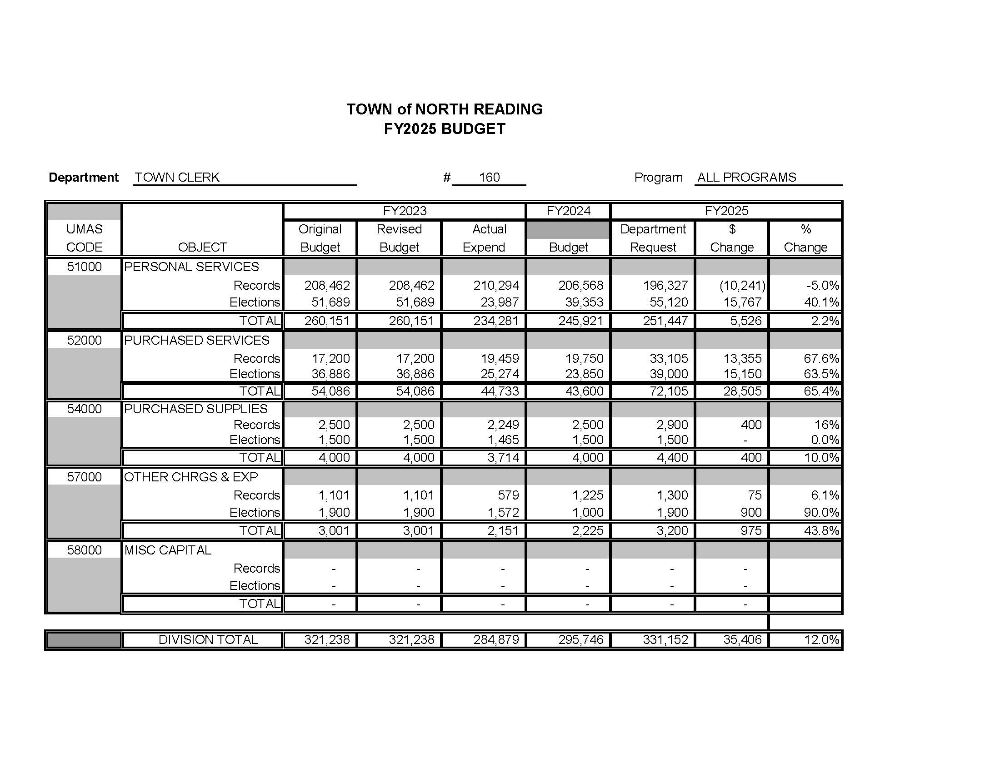 TOWN of NORTH READING
FY2025 BUDGET
Department TOWN CLERK # 160 Program ALL PROGRAMS
FY2023 FY2024 FY2025
UMAS Original Revised Actual Department $ %
CODE OBJECT Budget Budget Expend Budget Request Change Change
51000 PERSONAL SERVICES
Records 208,462 208,462 210,294 206,568 196,327 (10,241) -5.0%
Elections 51,689 51,689 23,987 39,353 55,120 15,767 40.1%
TOTAL 260,151 260,151 234,281 245,921 251,447 5,526 2.2%
52000 PURCHASED SERVICES
Records 17,200 17,200 19,459 19,750 33,105 13,355 67.6%
Elections 36,886 36,886 25,274 23,850 39,000 15,150 63.5%
TOTAL 54,086 54,086 44,733 43,600 72,105 28,505 65.4%
54000 PURCHASED SUPPLIES
Records 2,500 2,500 2,249 2,500 2,900 400 16%
Elections 1,500 1,500 1,465 1,500 1,500 - 0.0%
TOTAL 4,000 4,000 3,714 4,000 4,400 400 10.0%
57000 OTHER CHRGS & EXP
Records 1,101 1,101 579 1,225 1,300 75 6.1%
Elections 1,900 1,900 1,572 1,000 1,900 900 90.0%
TOTAL 3,001 3,001 2,151 2,225 3,200 975 43.8%
58000 MISC CAPITAL
Records - - - - - -
Elections - - - - - -
TOTAL - - - - - -
DIVISION TOTAL 321,238 321,238 284,879 295,746 331,152 35,406 12.0%